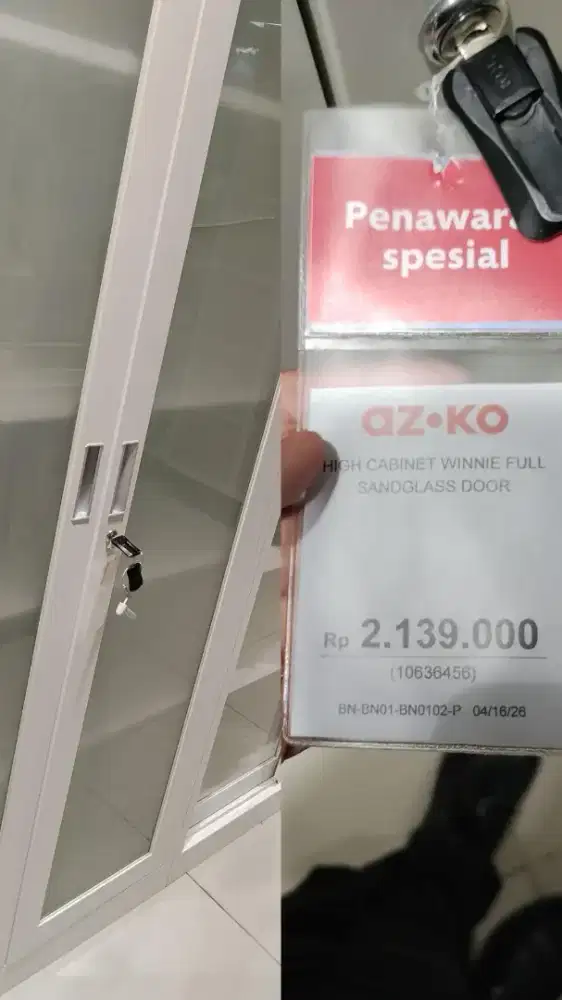 Penawar
spesial
az•ko
HIGH CABINET WINNIE FULL
SANDGLASS DOOR
Rp 2.139.000
(10636456)
BN-BN01-BN0102-P 04/16/26